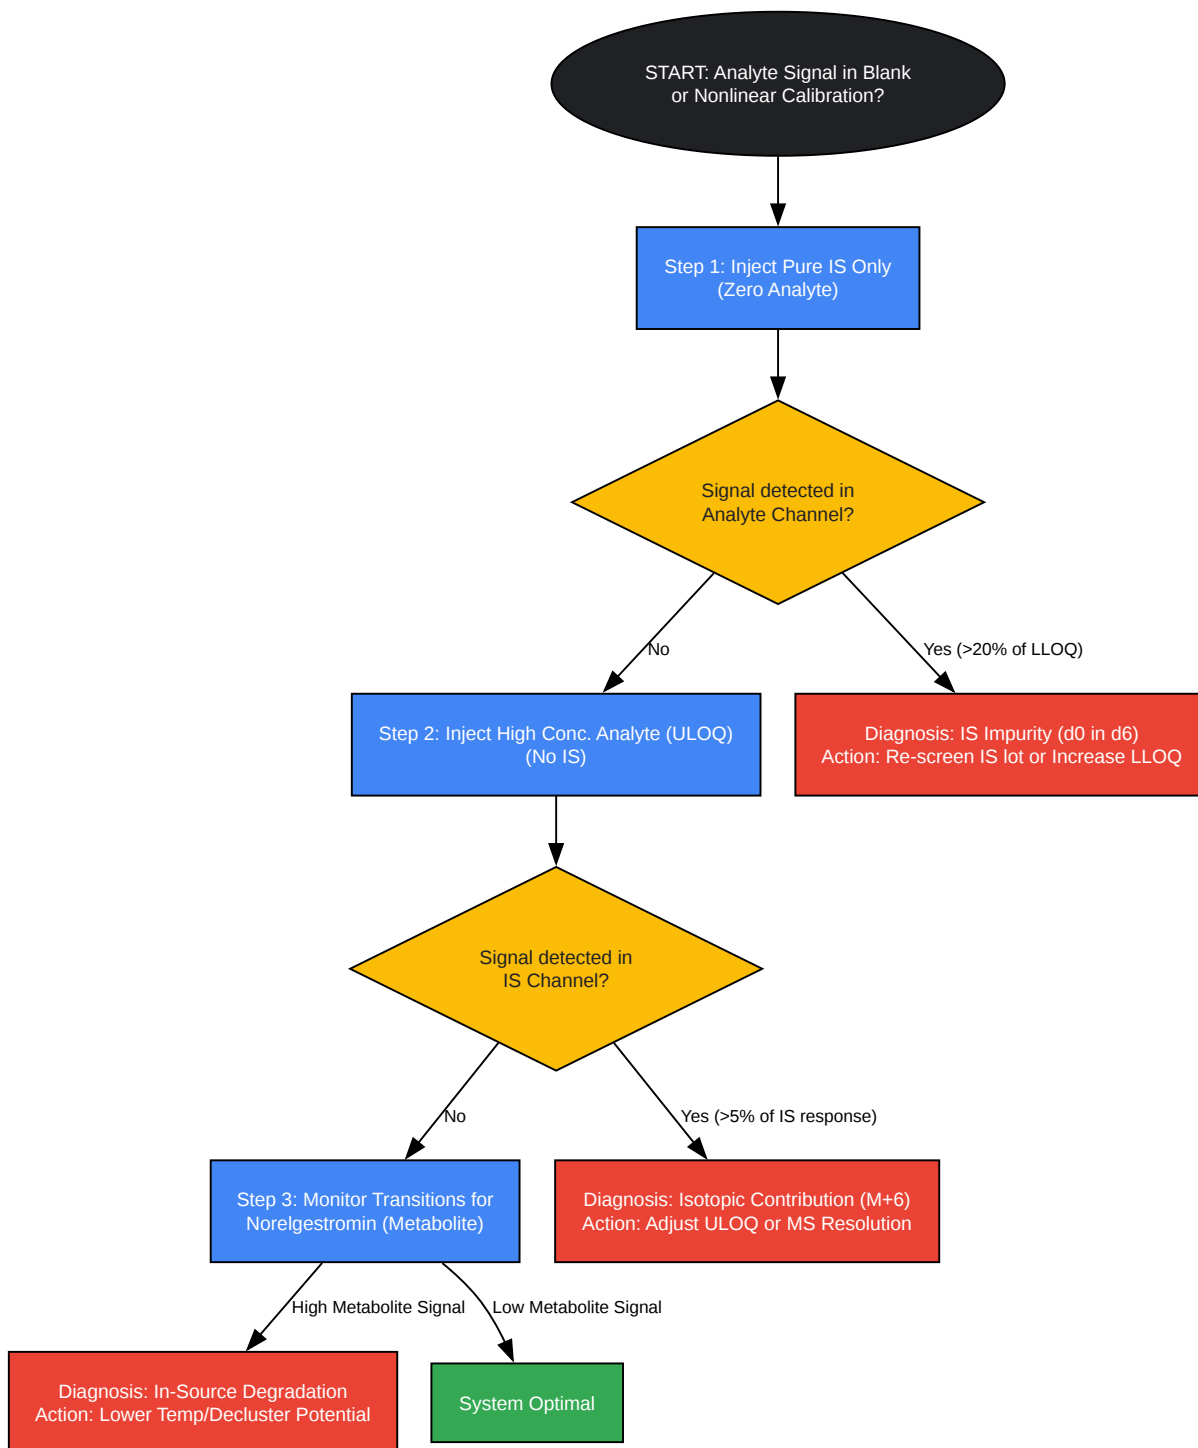 START: Analyte Signal in Blank
or Nonlinear Calibration?
Step 1: Inject Pure IS Only
(Zero Analyte)
Signal detected in
Analyte Channel?
No
Yes (>20% of LLOQ)
Step 2: Inject High Conc. Analyte (ULOQ)
(No IS)
Diagnosis: IS Impurity (d0 in d6)
Action: Re-screen IS lot or Increase LLOQ
Signal detected in
IS Channel?
No
Yes (>5% of IS response)
Step 3: Monitor Transitions for
Norelgestromin (Metabolite)
Diagnosis: Isotopic Contribution (M+6)
Action: Adjust ULOQ or MS Resolution
High Metabolite Signal
Low Metabolite Signal
Diagnosis: In-Source Degradation
Action: Lower Temp/Decluster Potential
System Optimal